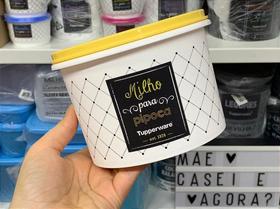 Milho
para
pipoca
Tupperware
MÃE ♥
CASEI E
♥ AGORA?